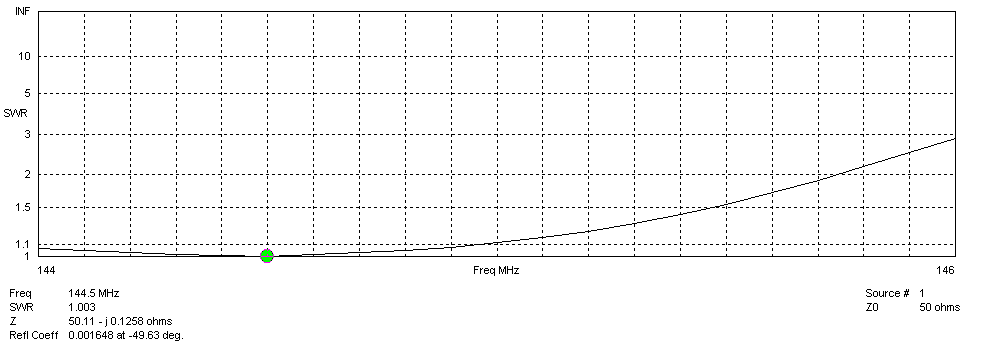 INF
10
5
SWR
3
2
1.5
1.1
1
144 Freq MHz 146
Freq 144.5 MHz Source # 1
SWR 1.003 Z0 50 ohms
Z 50.11 - j 0.1258 ohms
Refl Coeff 0.001648 at -49.63 deg.